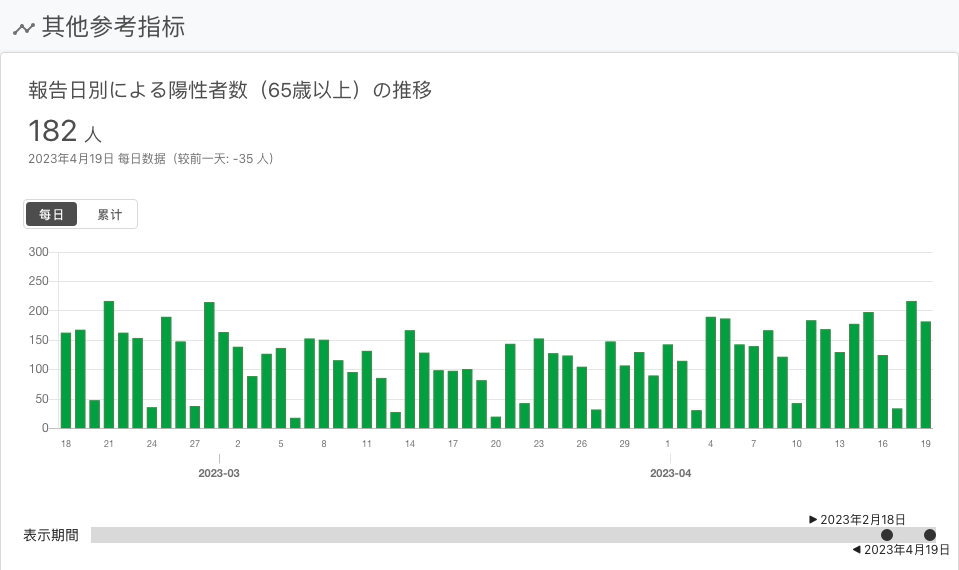 其他参考指标
報告日別による陽性者数（65歳以上）の推移
182 人
2023年4月19日 每日数据（较前一天: -35 人）
每日 累计
300
250
200
150
100
50
0
18 21 24 27 2 5 8 11 14 17 20 23 26 29 1 4 7 10 13 16 19
2023-03 2023-04
2023年2月18日
表示期間
2023年4月19日